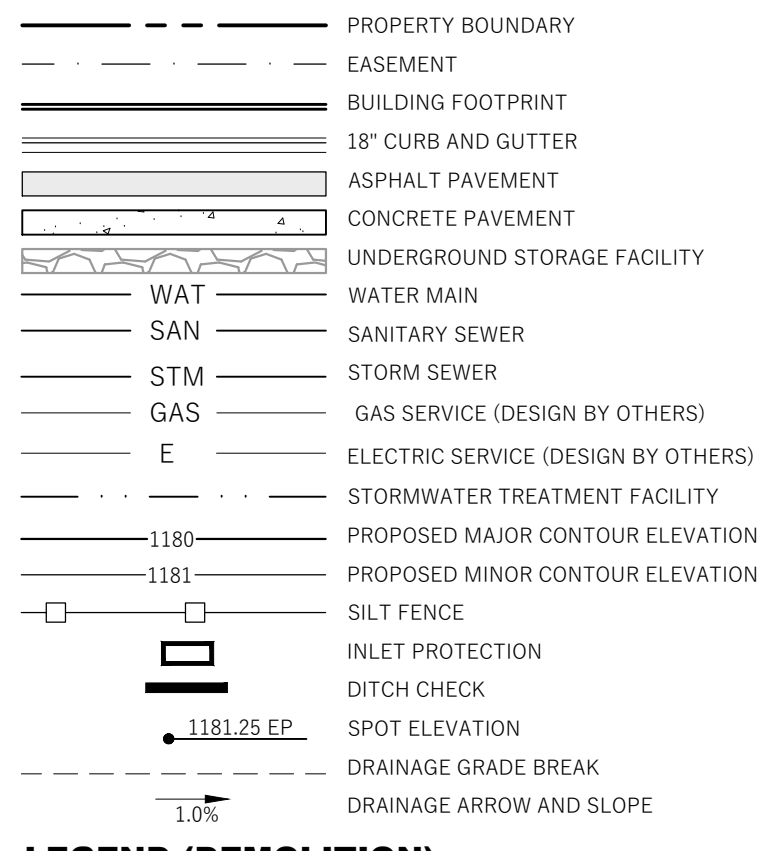 PROPERTY BOUNDARY
EASEMENT
BUILDING FOOTPRINT
18" CURB AND GUTTER
ASPHALT PAVEMENT
CONCRETE PAVEMENT
UNDERGROUND STORAGE FACILITY
WAT WATER MAIN
SAN SANITARY SEWER
STM STORM SEWER
GAS GAS SERVICE (DESIGN BY OTHERS)
E ELECTRIC SERVICE (DESIGN BY OTHERS)
STORMWATER TREATMENT FACILITY
1180 PROPOSED MAJOR CONTOUR ELEVATION
1181 PROPOSED MINOR CONTOUR ELEVATION
SILT FENCE
INLET PROTECTION
DITCH CHECK
1181.25 EP SPOT ELEVATION
DRAINAGE GRADE BREAK
1.0% DRAINAGE ARROW AND SLOPE
LEGEND (DEMOLITION)